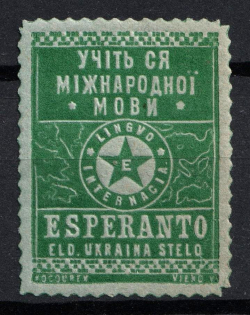 УЧІТЬ СЯ
МІЖНАРОДНОЇ
МОВИ
LINGVO
E
INTERNACIA
ESPERANTO
ELD. UKRAINA STELO